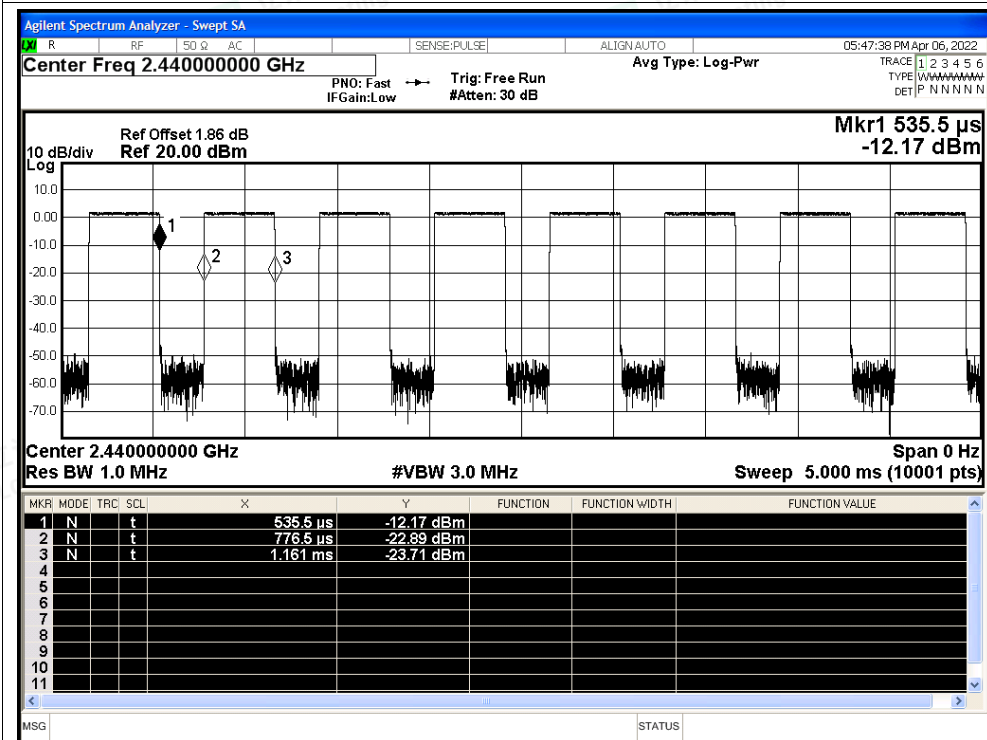 Agilent Spectrum Analyzer - Swept SA
LXI R RF 50 Ω AC SENSE:PULSE ALIGN AUTO 05:47:38 PM Apr 06, 2022
Center Freq 2.440000000 GHz Avg Type: Log-Pwr TRACE 1 2 3 4 5 6
PNO: Fast Trig: Free Run TYPE
IFGain:Low #Atten: 30 dB DET P N N N N N
Mkr1 535.5 µs
Ref Offset 1.86 dB
10 dB/div Ref 20.00 dBm -12.17 dBm
Log
10.0
0.00
-10.0
-20.0
-30.0
-40.0
-50.0
-60.0
-70.0
1
2
3
Center 2.440000000 GHz Span 0 Hz
Res BW 1.0 MHz #VBW 3.0 MHz Sweep 5.000 ms (10001 pts)
MKR MODE TRC SCL X Y FUNCTION FUNCTION WIDTH FUNCTION VALUE
1 N t 535.5 µs -12.17 dBm
2 N t 776.5 µs -22.89 dBm
3 N t 1.161 ms -23.71 dBm
4
5
6
7
8
9
10
11
MSG STATUS